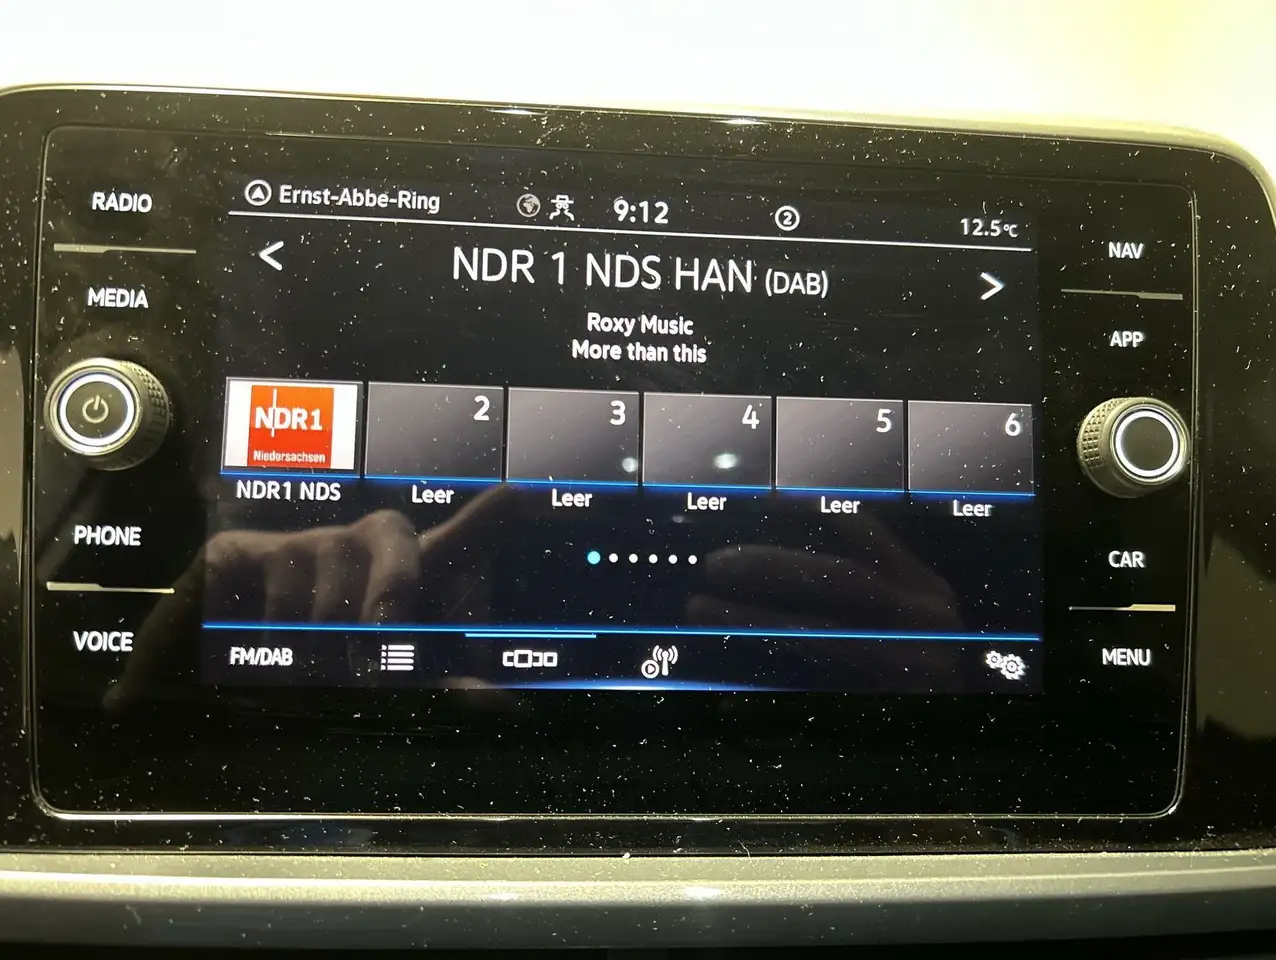 RADIO
MEDIA
PHONE
VOICE
Ernst-Abbe-Ring
9:12
2
12.5°C
<
NDR 1 NDS HAN (DAB)
>
Roxy Music
More than this
NDR1
Niedersachsen
2
3
4
5
6
NDR1 NDS
Leer
Leer
Leer
Leer
Leer
FM/DAB
NAV
APP
CAR
MENU